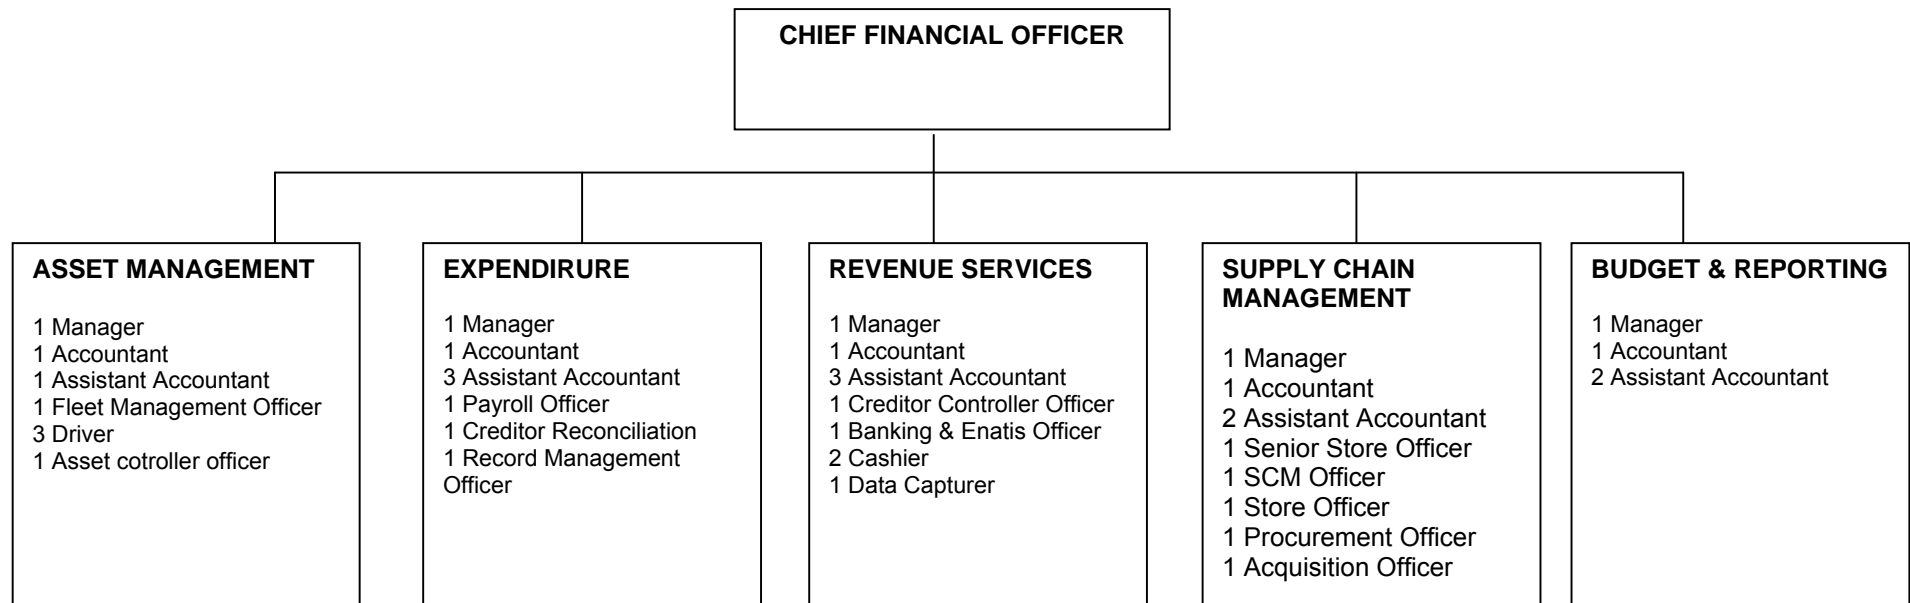 CHIEF FINANCIAL OFFICER
ASSET MANAGEMENT
1 Manager
1 Accountant
1 Assistant Accountant
1 Fleet Management Officer
3 Driver
1 Asset cotroller officer
EXPENDIRURE
1 Manager
1 Accountant
3 Assistant Accountant
1 Payroll Officer
1 Creditor Reconciliation
1 Record Management
Officer
REVENUE SERVICES
1 Manager
1 Accountant
3 Assistant Accountant
1 Creditor Controller Officer
1 Banking & Enatis Officer
2 Cashier
1 Data Capturer
SUPPLY CHAIN
MANAGEMENT
1 Manager
1 Accountant
2 Assistant Accountant
1 Senior Store Officer
1 SCM Officer
1 Store Officer
1 Procurement Officer
1 Acquisition Officer
BUDGET & REPORTING
1 Manager
1 Accountant
2 Assistant Accountant